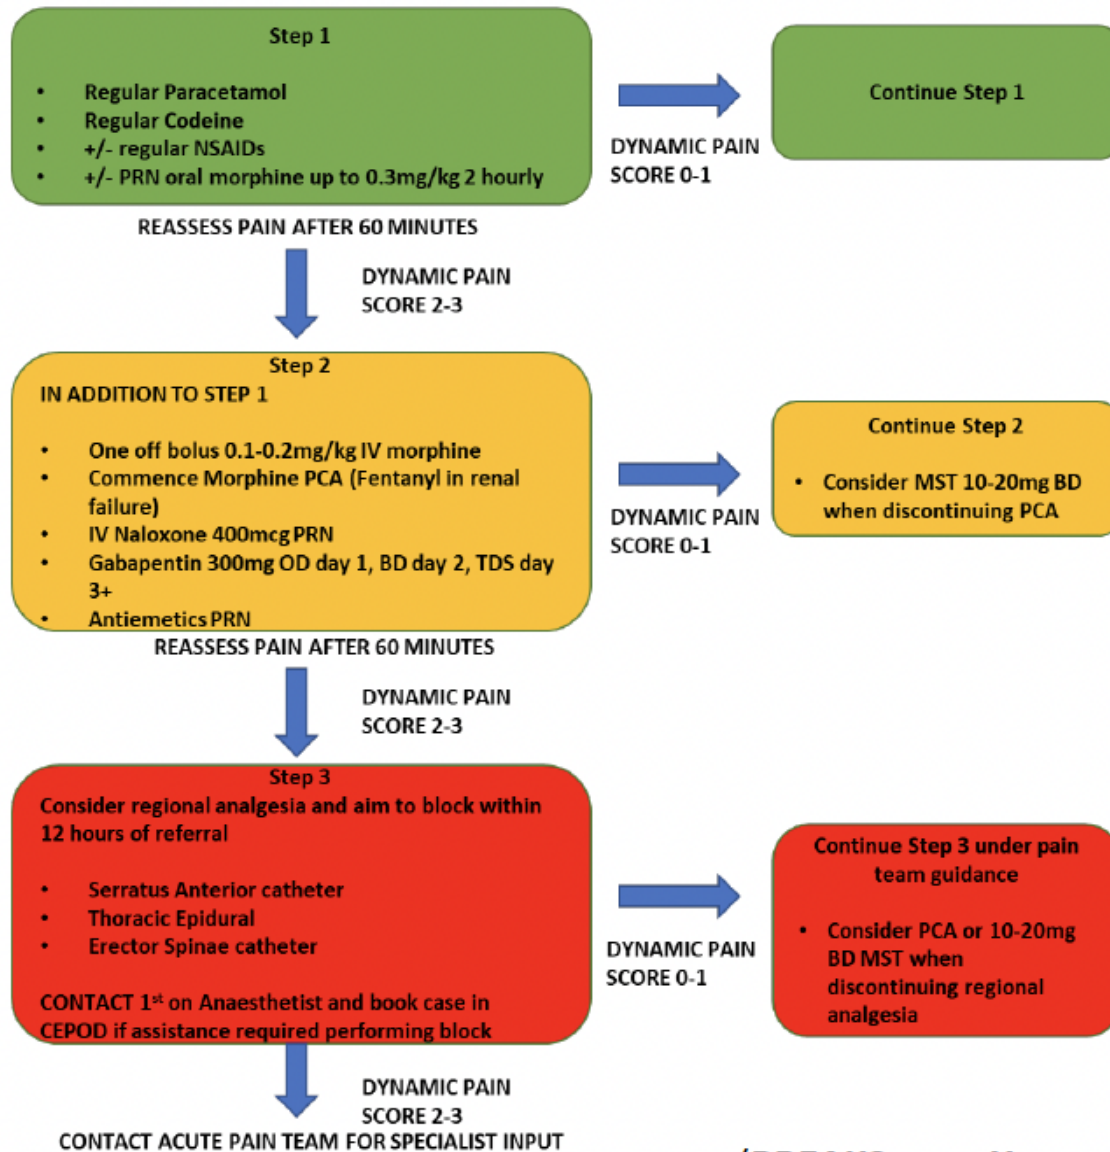 Step 1
• Regular Paracetamol
• Regular Codeine
• +/- regular NSAIDs
• +/- PRN oral morphine up to 0.3mg/kg 2 hourly
DYNAMIC PAIN
SCORE 0-1
Continue Step 1
REASSESS PAIN AFTER 60 MINUTES
DYNAMIC PAIN
SCORE 2-3
Step 2
IN ADDITION TO STEP 1
• One off bolus 0.1-0.2mg/kg IV morphine
• Commence Morphine PCA (Fentanyl in renal
failure)
• IV Naloxone 400mcg PRN
• Gabapentin 300mg OD day 1, BD day 2, TDS day
3+
• Antiemetics PRN
DYNAMIC PAIN
SCORE 0-1
Continue Step 2
• Consider MST 10-20mg BD
when discontinuing PCA
REASSESS PAIN AFTER 60 MINUTES
DYNAMIC PAIN
SCORE 2-3
Step 3
Consider regional analgesia and aim to block within
12 hours of referral
• Serratus Anterior catheter
• Thoracic Epidural
• Erector Spinae catheter
CONTACT 1st on Anaesthetist and book case in
CEPOD if assistance required performing block
DYNAMIC PAIN
SCORE 0-1
Continue Step 3 under pain
team guidance
• Consider PCA or 10-20mg
BD MST when
discontinuing regional
analgesia
DYNAMIC PAIN
SCORE 2-3
CONTACT ACUTE PAIN TEAM FOR SPECIALIST INPUT